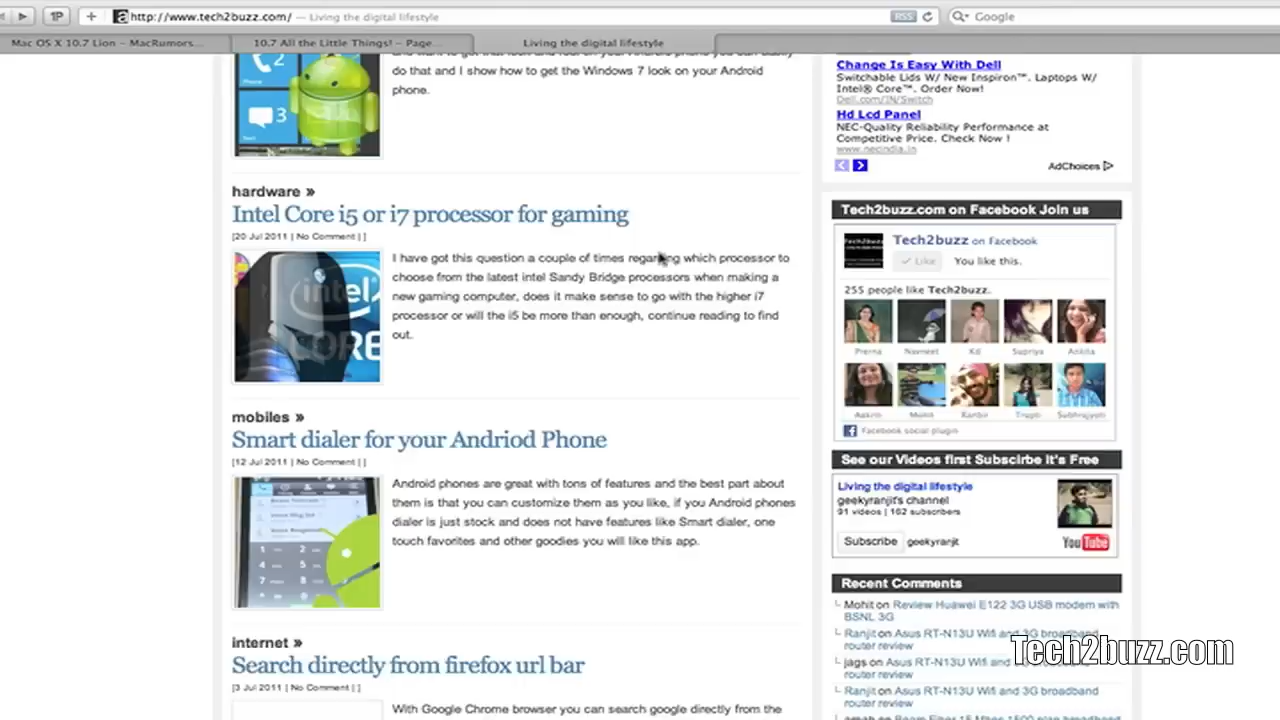 http://www.tech2buzz.com/ — Living the digital lifestyle
RSS
Google
Mac OS X 10.7 Lion – MacRumors...
10.7 All the Little Things! – Page...
Living the digital lifestyle
do that and I show how to get the Windows 7 look on your Android
phone.
hardware »
Intel Core i5 or i7 processor for gaming
[20 Jul 2011 | No Comment | ]
I have got this question a couple of times regarding which processor to
choose from the latest intel Sandy Bridge processors when making a
new gaming computer, does it make sense to go with the higher i7
processor or will the i5 be more than enough, continue reading to find
out.
intel
CORE
mobiles »
Smart dialer for your Andriod Phone
[12 Jul 2011 | No Comment | ]
Android phones are great with tons of features and the best part about
them is that you can customize them as you like, if you Android phones
dialer is just stock and does not have features like Smart dialer, one
touch favorites and other goodies you will like this app.
internet »
Search directly from firefox url bar
[3 Jul 2011 | No Comment | ]
With Google Chrome browser you can search google directly from the
Change Is Easy With Dell
Switchable Lids W/ New Inspiron™. Laptops W/
Intel® Core™. Order Now!
Dell.com/IN/Switch
Hd Lcd Panel
NEC-Quality Reliability Performance at
Competitive Price. Check Now !
www.necindia.in
AdChoices
Tech2buzz.com on Facebook Join us
Tech2buzz on Facebook
Like You like this.
255 people like Tech2buzz.
Prerna Navneet Kd Supriya Ankita
Aakriti Mohit Ranbir Trupti Subhrajyoti
Facebook social plugin
See our Videos first Subscirbe it's Free
Living the digital lifestyle
geekyranjit's channel
91 videos | 162 subscribers
Subscribe geekyranjit
YouTube
Recent Comments
Mohit on Review Huawei E122 3G USB modem with
BSNL 3G
Ranjit on Asus RT-N13U Wifi and 3G broadband
router review
jags on Asus RT-N13U Wifi and 3G broadband
router review
Ranjit on Asus RT-N13U Wifi and 3G broadband
router review
Tech2buzz.com